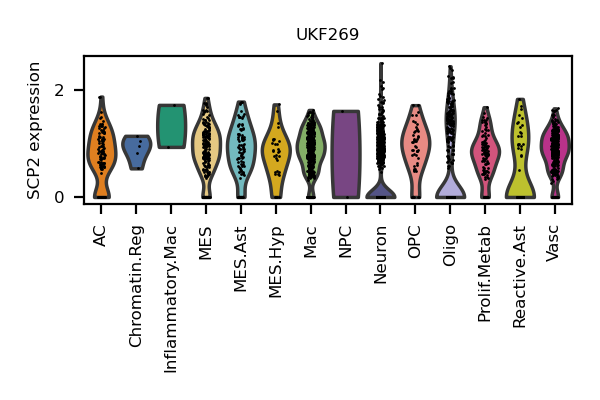 UKF269
SCP2 expression
2
0
AC
Chromatin.Reg
Inflammatory.Mac
MES
MES.Ast
MES.Hyp
Mac
NPC
Neuron
OPC
Oligo
Prolif.Metab
Reactive.Ast
Vasc